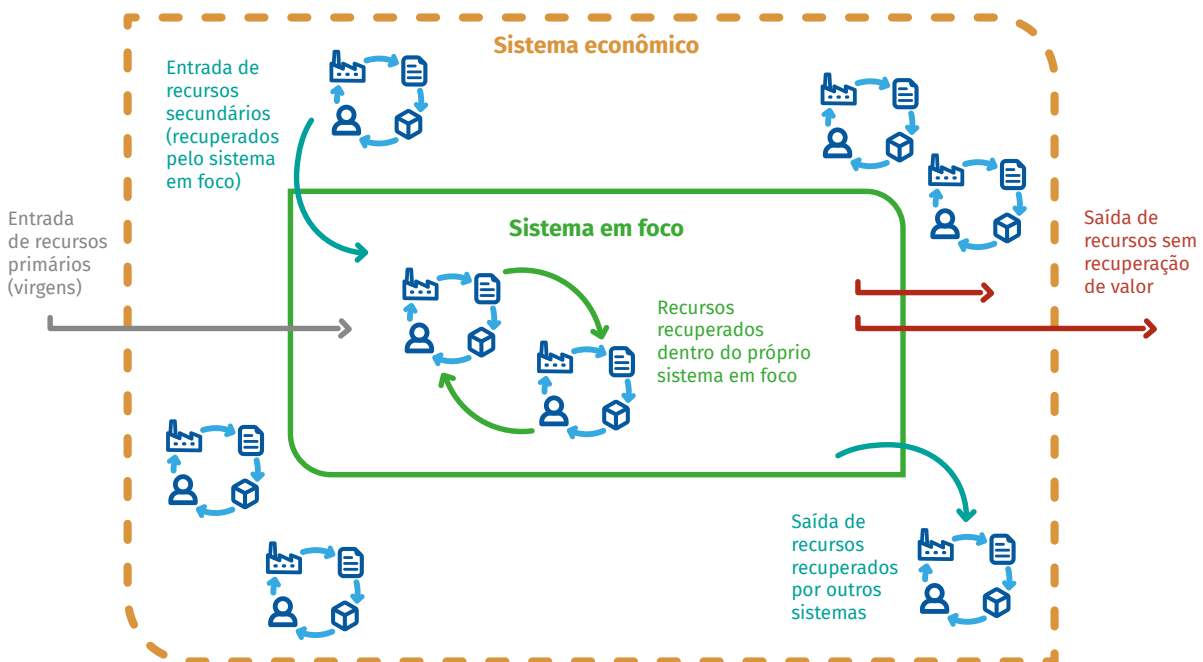 Sistema econômico
Entrada de
recursos
secundários
(recuperados
pelo sistema
em foco)
Entrada
de recursos
primários
(virgens)
Sistema em foco
Recursos
recuperados
dentro do próprio
sistema em foco
Saída de
recursos sem
recuperação
de valor
Saída de
recursos
recuperados
por outros
sistemas